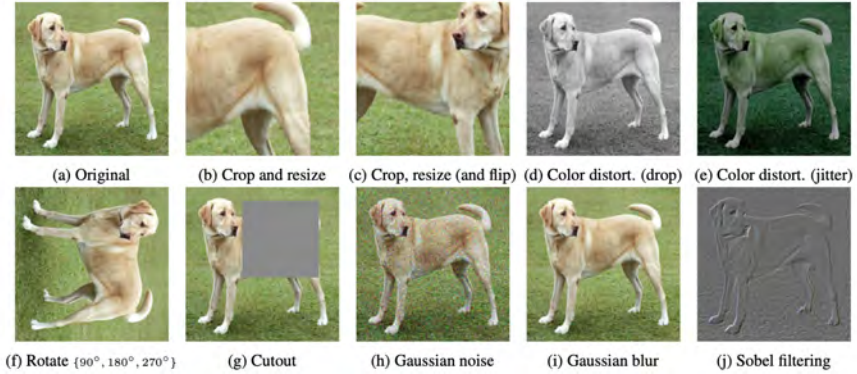 (a) Original
(b) Crop and resize
(c) Crop, resize (and flip)
(d) Color distort. (drop)
(e) Color distort. (jitter)
(f) Rotate {90°, 180°, 270°}
(g) Cutout
(h) Gaussian noise
(i) Gaussian blur
(j) Sobel filtering